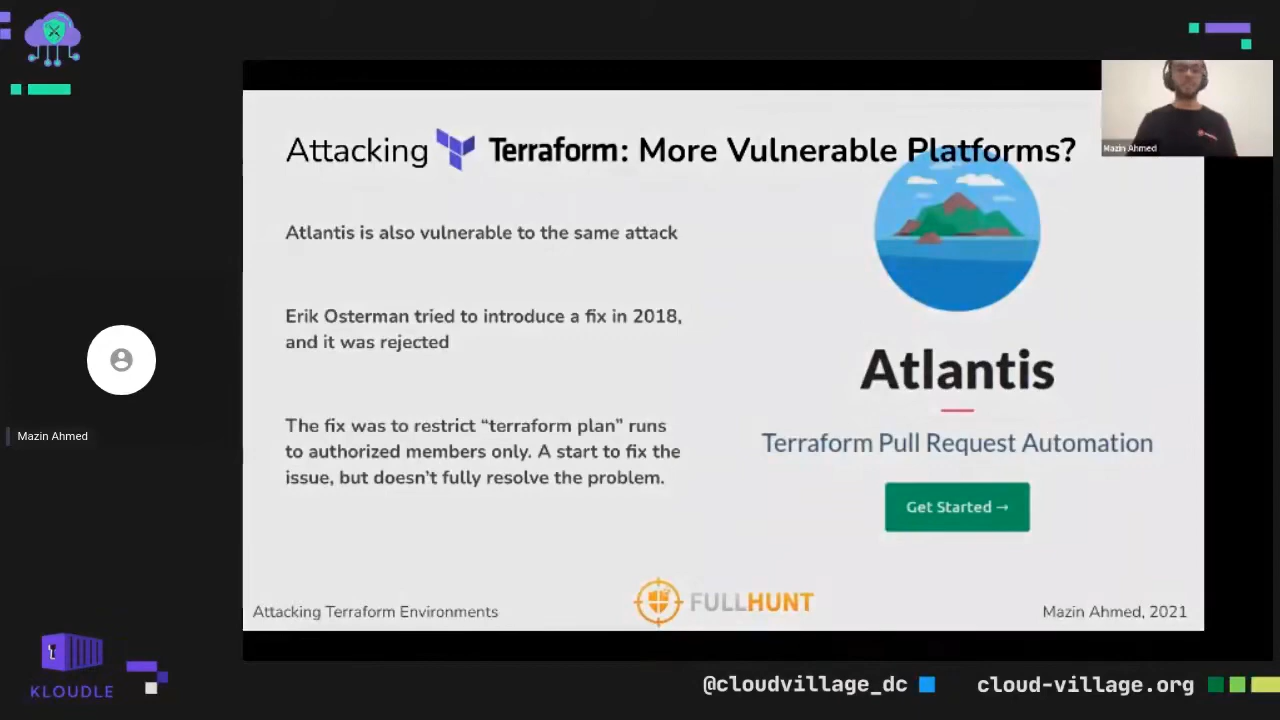 Attacking Terraform: More Vulnerable Platforms?
Mazin Ahmed
Atlantis is also vulnerable to the same attack
Erik Osterman tried to introduce a fix in 2018,
and it was rejected
The fix was to restrict “terraform plan” runs
to authorized members only. A start to fix the
issue, but doesn’t fully resolve the problem.
Atlantis
Terraform Pull Request Automation
Get Started →
Attacking Terraform Environments
FULLHUNT
Mazin Ahmed, 2021
Mazin Ahmed
KLOUDLE
@cloudvillage_dc
cloud-village.org